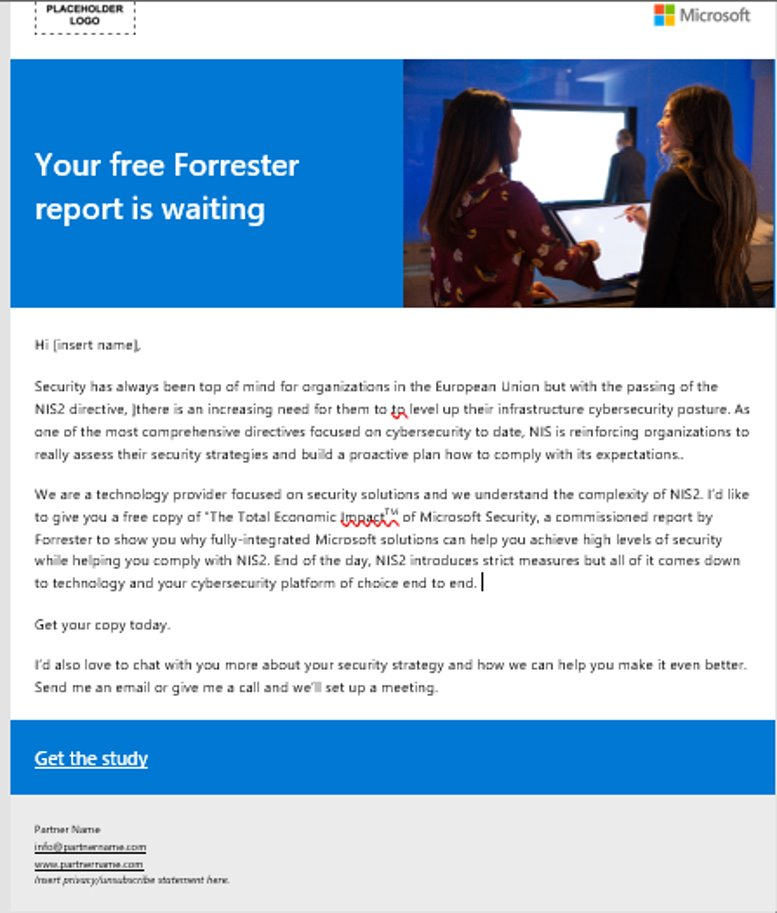 PLACEHOLDER
LOGO
Microsoft
Your free Forrester
report is waiting
Hi [insert name],
Security has always been top of mind for organizations in the European Union but with the passing of the
NIS2 directive, there is an increasing need for them to to level up their infrastructure cybersecurity posture. As
one of the most comprehensive directives focused on cybersecurity to date, NIS is reinforcing organizations to
really assess their security strategies and build a proactive plan how to comply with its expectations..
We are a technology provider focused on security solutions and we understand the complexity of NIS2. I'd like
to give you a free copy of "The Total Economic Impact™ of Microsoft Security, a commissioned report by
Forrester to show you why fully-integrated Microsoft solutions can help you achieve high levels of security
while helping you comply with NIS2. End of the day, NIS2 introduces strict measures but all of it comes down
to technology and your cybersecurity platform of choice end to end.
Get your copy today.
I'd also love to chat with you more about your security strategy and how we can help you make it even better.
Send me an email or give me a call and we'll set up a meeting.
Get the study
Partner Name
info@partnername.com
www.partnername.com
Insert privacy/unsubscribe statement here.